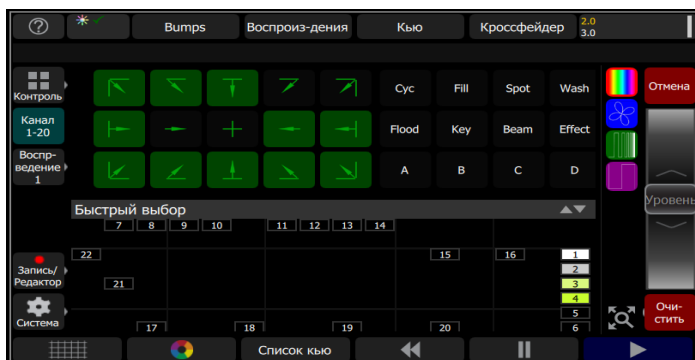 ? Bumps Воспроиз-дения Кью Кроссфейдер 2.0
3.0
Контроль Cyc Fill Spot Wash Отмена
Канал
1-20 Flood Key Beam Effect
Воспр-
ведение
1 A B C D
Уровень
Быстрый выбор
7 8 9 10 11 12 13 14
22 15 16 1
2
Запись/
Редактор 21 3
4
Система 5 Очи-
стить
17 18 19 20 6
Список кью